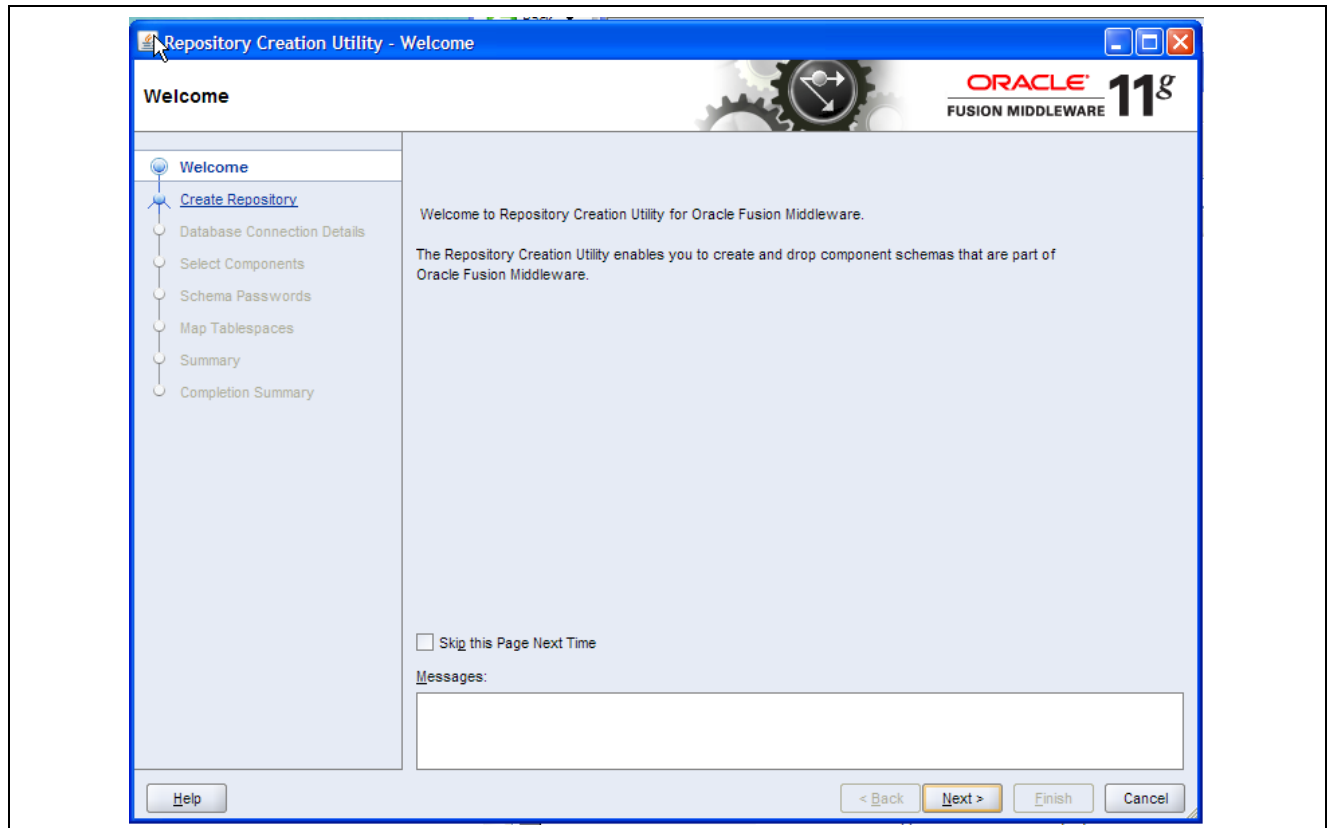 Repository Creation Utility - Welcome
Welcome
ORACLE
FUSION MIDDLEWARE 11g
Welcome
Create Repository
Database Connection Details
Select Components
Schema Passwords
Map Tablespaces
Summary
Completion Summary
Welcome to Repository Creation Utility for Oracle Fusion Middleware.
The Repository Creation Utility enables you to create and drop component schemas that are part of
Oracle Fusion Middleware.
Skip this Page Next Time
Messages:
Help
< Back
Next >
Finish
Cancel